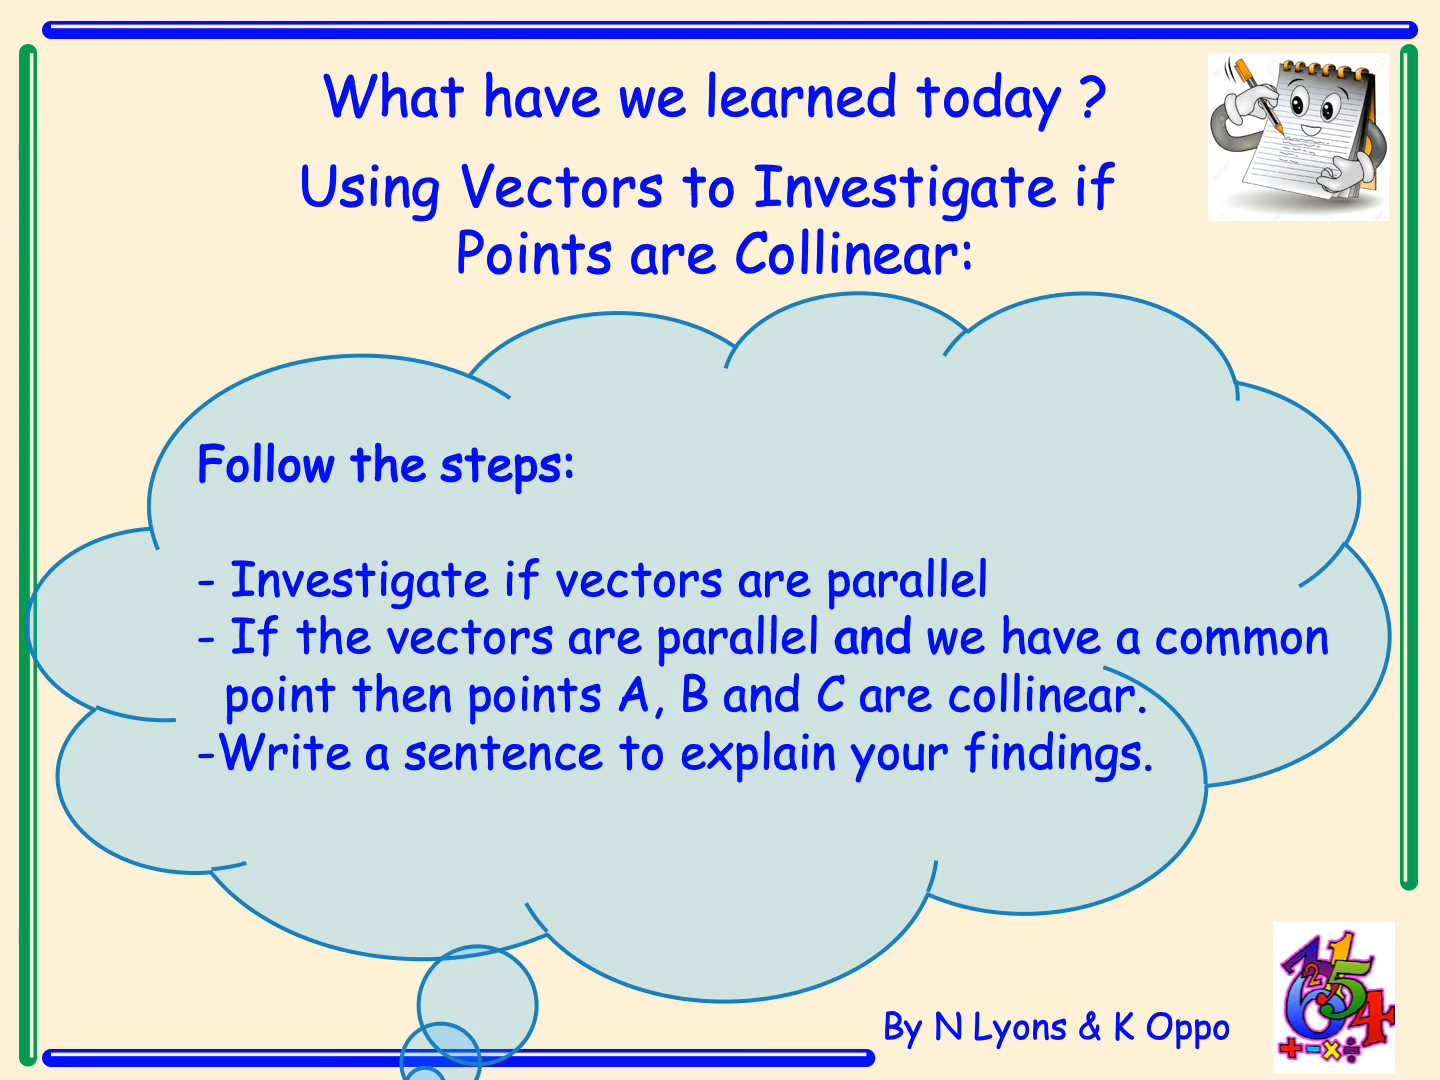 What have we learned today ?
Using Vectors to Investigate if
Points are Collinear:
Follow the steps:
- Investigate if vectors are parallel
- If the vectors are parallel and we have a common
point then points A, B and C are collinear.
-Write a sentence to explain your findings.
By N Lyons & K Oppo